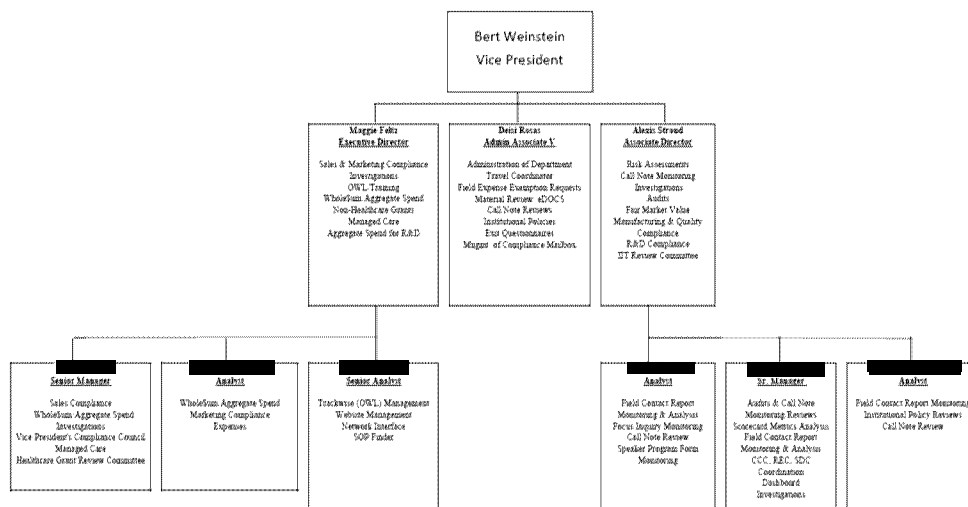 Bert Weinstein
Vice President
Maggie Feltz
Executive Director
Sales & Marketing Compliance
Investigations
OWL Training
WholeSum Aggregate Spend
Non-Healthcare Grants
Managed Care
Aggregate Spend for R&D
Deisi Rosas
Admin Associate V
Administration of Department
Travel Coordinator
Field Expense Exemption Requests
Material Review eDOCS
Call Note Reviews
Institutional Policies
Exit Questionnaires
Mngmt of Compliance Mailbox
Alexis Stroud
Associate Director
Risk Assessments
Call Note Monitoring
Investigations
Audits
Fair Market Value
Manufacturing & Quality
Compliance
R&D Compliance
IIT Review Committee
Senior Manager
Sales Compliance
WholeSum Aggregate Spend
Investigations
Vice President's Compliance Council
Managed Care
Healthcare Grant Review Committee
Analyst
WholeSum Aggregate Spend
Marketing Compliance
Expenses
Senior Analyst
Trackwise (OWL) Management
Website Management
Network Interface
SOP Finder
Analyst
Field Contact Report
Monitoring & Analysis
Focus Inquiry Monitoring
Call Note Review
Speaker Program Form
Monitoring
Sr. Manager
Audits & Call Note
Monitoring Reviews
Scorecard Metrics Analysis
Field Contact Report
Monitoring & Analysis
CCC, REC, SDC
Coordination
Dashboard
Investigations
Analyst
Field Contact Report Monitoring
Institutional Policy Reviews
Call Note Review